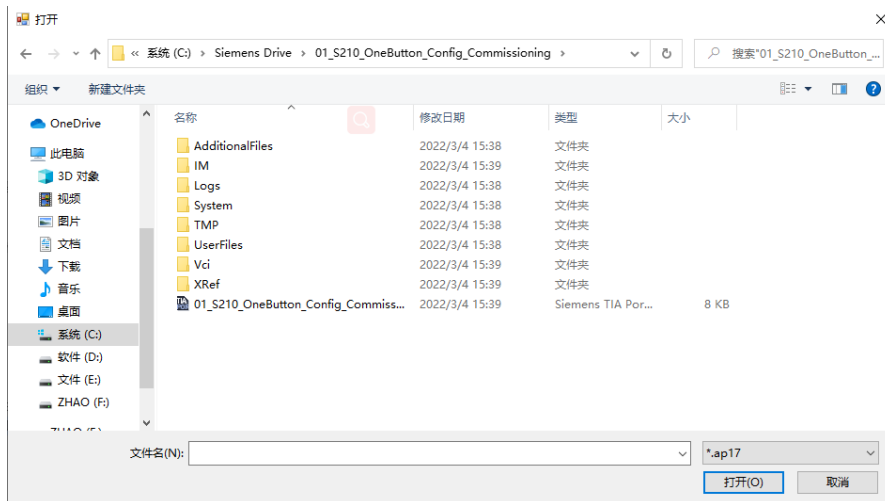 打开
« 系统 (C:) › Siemens Drive › 01_S210_OneButton_Config_Commissioning ›
搜索"01_S210_OneButton_...
组织 新建文件夹
名称 修改日期 类型 大小
OneDrive
此电脑
3D 对象
视频
图片
文档
下载
音乐
桌面
系统 (C:)
软件 (D:)
文件 (E:)
ZHAO (F:)
AdditionalFiles 2022/3/4 15:38 文件夹
IM 2022/3/4 15:39 文件夹
Logs 2022/3/4 15:38 文件夹
System 2022/3/4 15:38 文件夹
TMP 2022/3/4 15:38 文件夹
UserFiles 2022/3/4 15:38 文件夹
Vci 2022/3/4 15:39 文件夹
XRef 2022/3/4 15:39 文件夹
01_S210_OneButton_Config_Commiss... 2022/3/4 15:39 Siemens TIA Por... 8 KB
文件名(N):
*.ap17
打开(O) 取消